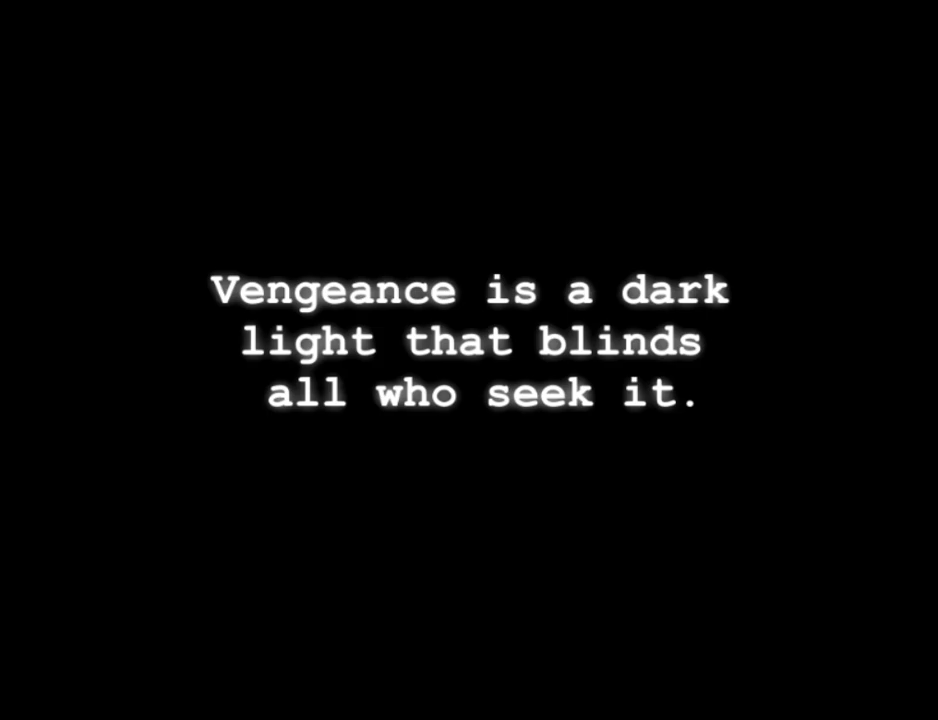 Vengeance is a dark
light that blinds
all who seek it.